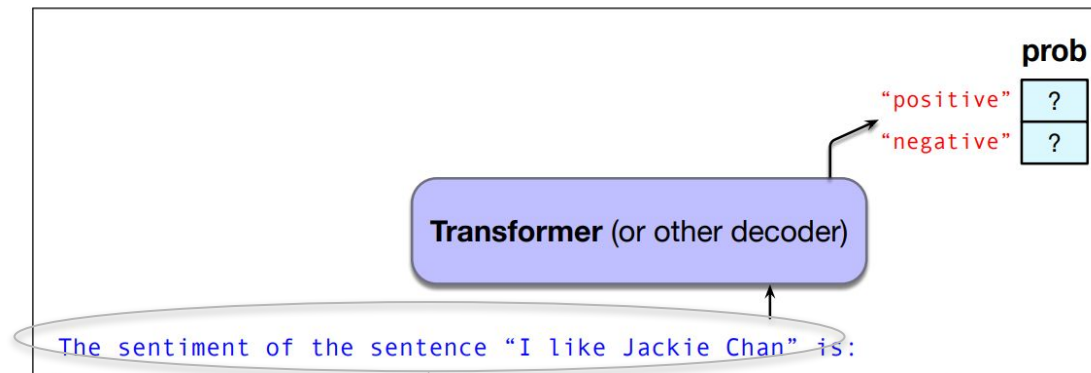 prob
“positive” ?
“negative” ?
Transformer (or other decoder)
The sentiment of the sentence “I like Jackie Chan” is: